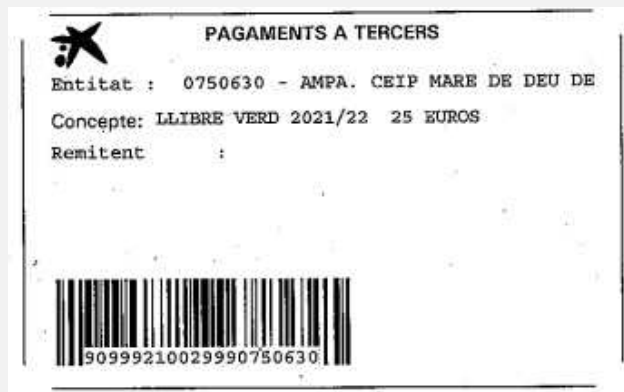 PAGAMENTS A TERCERS
Entitat : 0750630 - AMPA. CEIP MARE DE DEU DE
Concepte: LLIBRE VERD 2021/22 25 EUROS
Remitent :
90999210029990750630